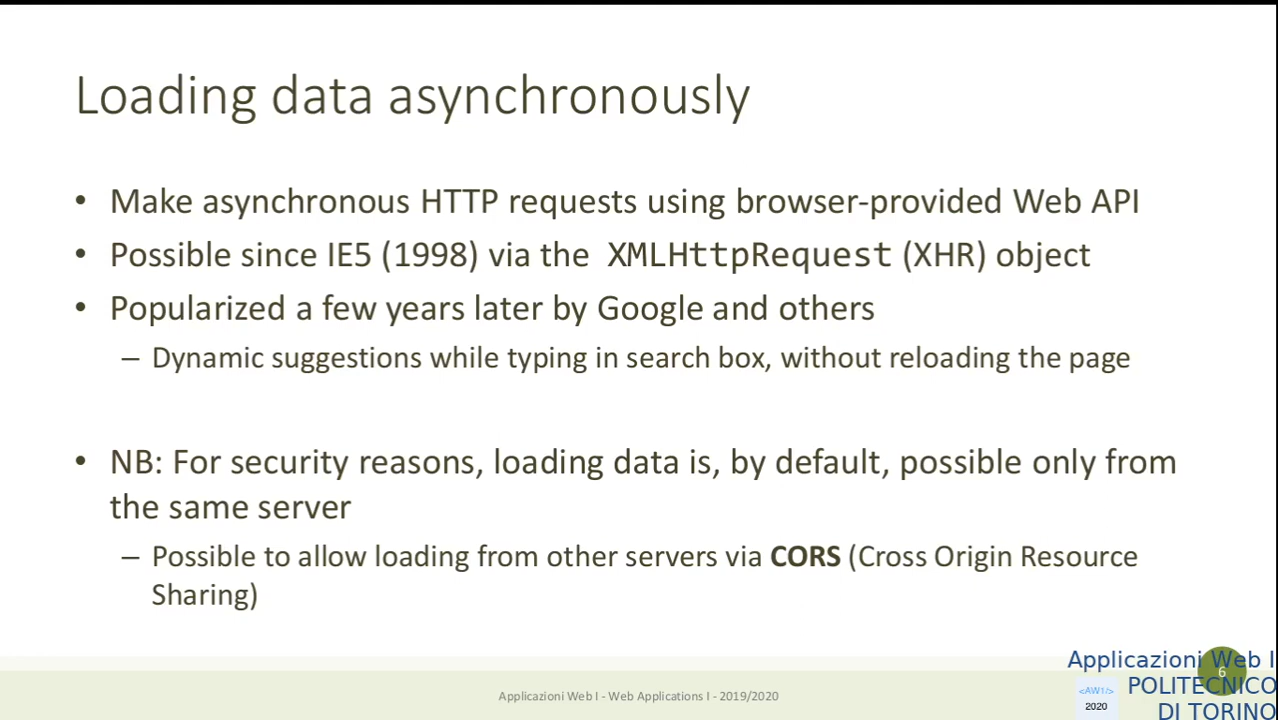 Loading data asynchronously
• Make asynchronous HTTP requests using browser-provided Web API
• Possible since IE5 (1998) via the XMLHttpRequest (XHR) object
• Popularized a few years later by Google and others
– Dynamic suggestions while typing in search box, without reloading the page
• NB: For security reasons, loading data is, by default, possible only from
the same server
– Possible to allow loading from other servers via CORS (Cross Origin Resource
Sharing)
Applicazioni Web I - Web Applications I - 2019/2020
6
Applicazioni Web I
POLITECNICO
DI TORINO
<AW1/>
2020